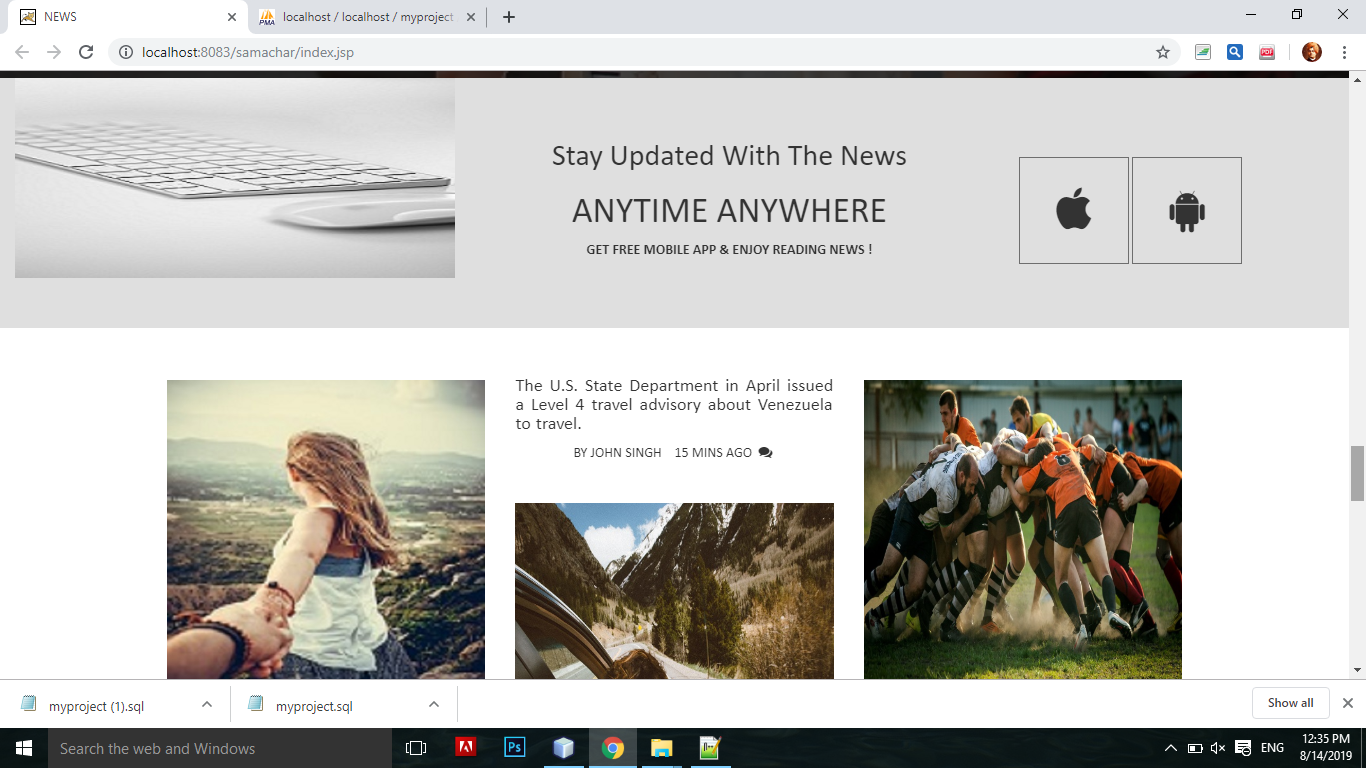 NEWS
PMA
localhost / localhost / myproject
localhost:8083/samachar/index.jsp
PDF
Stay Updated With The News
ANYTIME ANYWHERE
GET FREE MOBILE APP & ENJOY READING NEWS !
The U.S. State Department in April issued
a Level 4 travel advisory about Venezuela
to travel.
BY JOHN SINGH 15 MINS AGO
myproject (1).sql
myproject.sql
Show all
Search the web and Windows
Ps
ENG
12:35 PM
8/14/2019